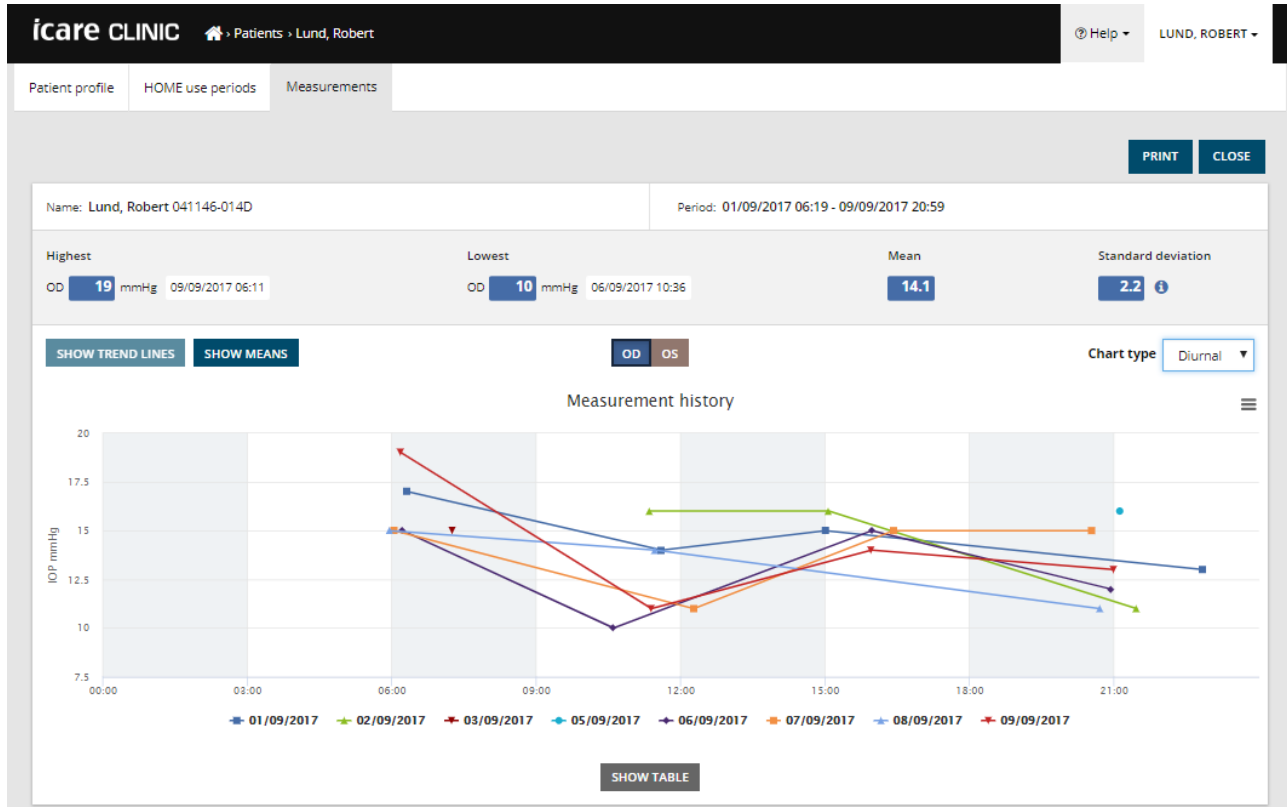 icare CLINIC › Patients › Lund, Robert Help LUND, ROBERT
Patient profile HOME use periods Measurements
PRINT CLOSE
Name: Lund, Robert 041146-014D Period: 01/09/2017 06:19 - 09/09/2017 20:59
Highest Lowest Mean Standard deviation
OD 19 mmHg 09/09/2017 06:11 OD 10 mmHg 06/09/2017 10:36 14.1 2.2
SHOW TREND LINES SHOW MEANS OD OS Chart type Diurnal
Measurement history
20
17.5
15
12.5
10
7.5
IOP mmHg
00:00 03:00 06:00 09:00 12:00 15:00 18:00 21:00
01/09/2017 02/09/2017 03/09/2017 05/09/2017 06/09/2017 07/09/2017 08/09/2017 09/09/2017
SHOW TABLE